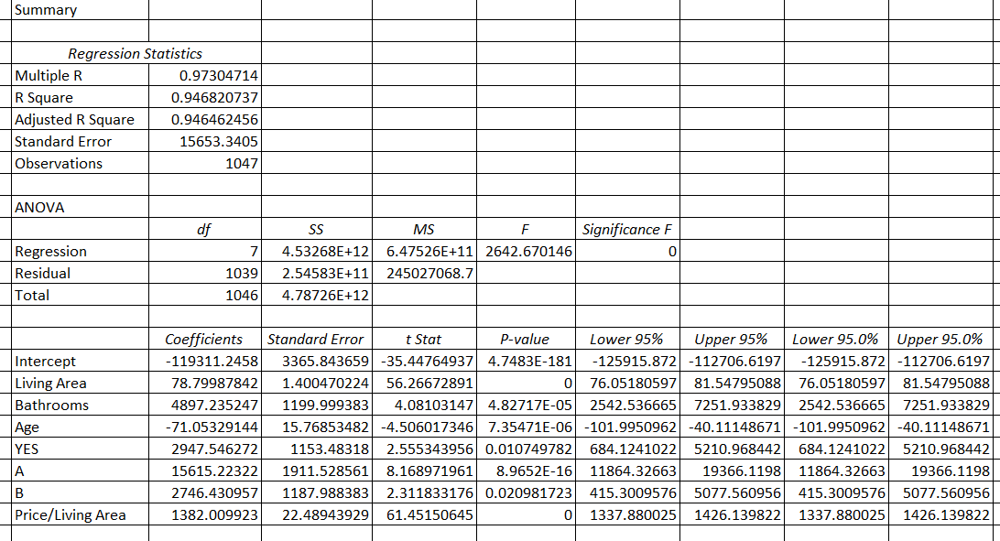 Summary
Regression Statistics
Multiple R 0.97304714
R Square 0.946820737
Adjusted R Square 0.946462456
Standard Error 15653.3405
Observations 1047
ANOVA
df SS MS F Significance F
Regression 7 4.53268E+12 6.47526E+11 2642.670146 0
Residual 1039 2.54583E+11 245027068.7
Total 1046 4.78726E+12
Coefficients Standard Error t Stat P-value Lower 95% Upper 95% Lower 95.0% Upper 95.0%
Intercept -119311.2458 3365.843659 -35.44764937 4.7483E-181 -125915.872 -112706.6197 -125915.872 -112706.6197
Living Area 78.79987842 1.400470224 56.26672891 0 76.05180597 81.54795088 76.05180597 81.54795088
Bathrooms 4897.235247 1199.999383 4.08103147 4.82717E-05 2542.536665 7251.933829 2542.536665 7251.933829
Age -71.05329144 15.76853482 -4.506017346 7.35471E-06 -101.9950962 -40.11148671 -101.9950962 -40.11148671
YES 2947.546272 1153.48318 2.555343956 0.010749782 684.1241022 5210.968442 684.1241022 5210.968442
A 15615.22322 1911.528561 8.168971961 8.9652E-16 11864.32663 19366.1198 11864.32663 19366.1198
B 2746.430957 1187.988383 2.311833176 0.020981723 415.3009576 5077.560956 415.3009576 5077.560956
Price/Living Area 1382.009923 22.48943929 61.45150645 0 1337.880025 1426.139822 1337.880025 1426.139822